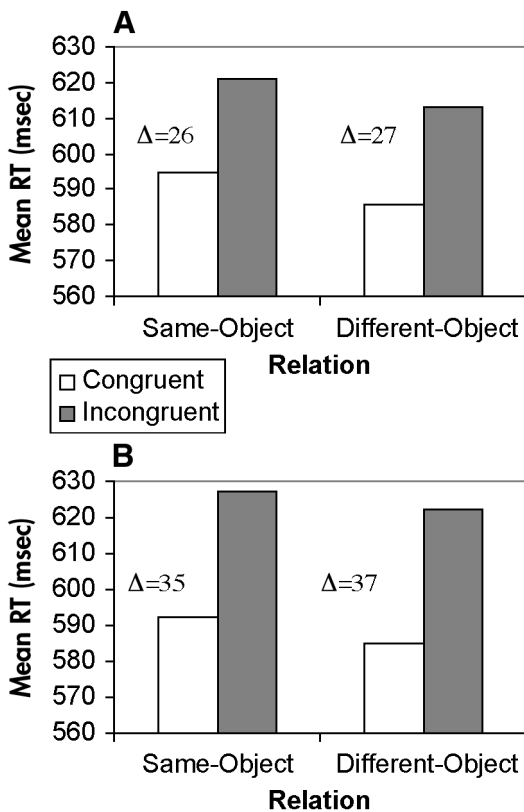 A
Mean RT (msec)
630
620
610
600
590
580
570
560
Δ=26
Δ=27
Same-Object
Different-Object
Relation
Congruent
Incongruent
B
Mean RT (msec)
630
620
610
600
590
580
570
560
Δ=35
Δ=37
Same-Object
Different-Object
Relation